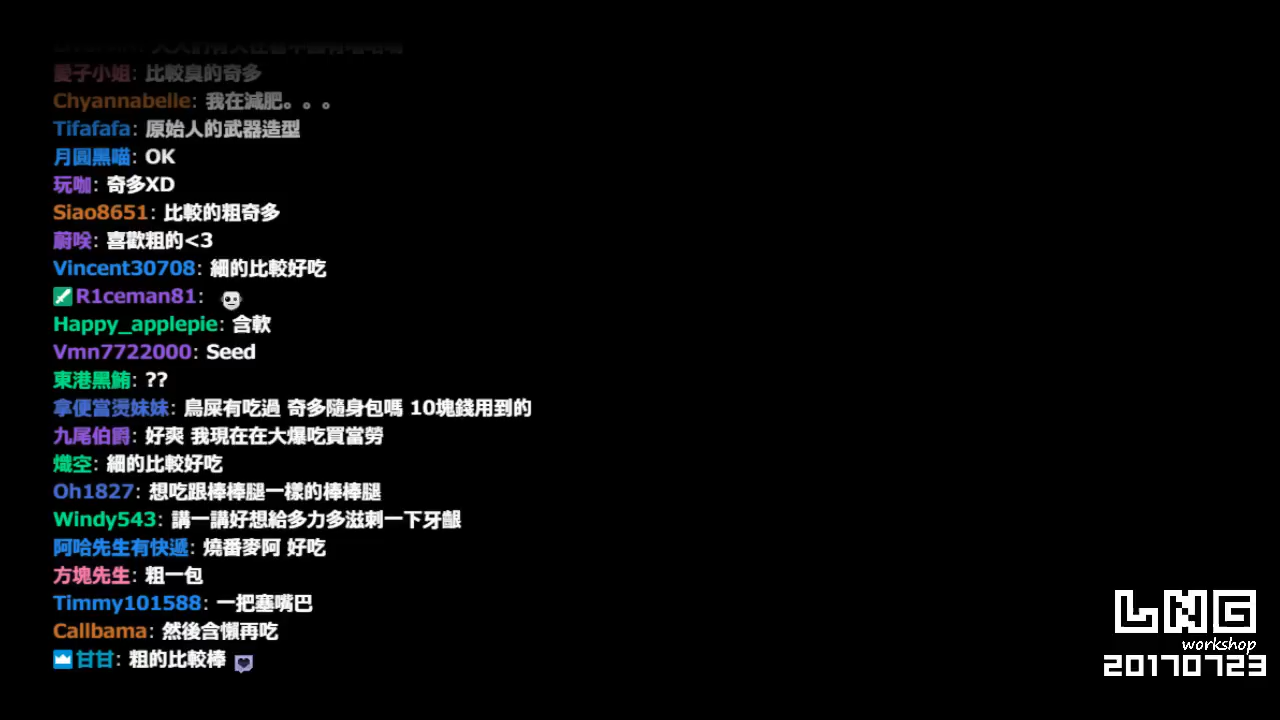 愛子小姐: 比較臭的奇多
Chyannabelle: 我在減肥。。。
Tifafafa: 原始人的武器造型
月圓黑喵: OK
玩咖: 奇多XD
Siao8651: 比較的粗奇多
蔚唉: 喜歡粗的<3
Vincent30708: 細的比較好吃
R1ceman81:
Happy_applepie: 含軟
Vmn7722000: Seed
東港黑鮪: ??
拿便當燙妹妹: 鳥屎有吃過 奇多隨身包嗎 10塊錢用到的
九尾伯爵: 好爽 我現在在大爆吃買當勞
熾空: 細的比較好吃
Oh1827: 想吃跟棒棒腿一樣的棒棒腿
Windy543: 講一講好想給多力多滋刺一下牙齦
阿哈先生有快遞: 燒番麥阿 好吃
方塊先生: 粗一包
Timmy101588: 一把塞嘴巴
Callbama: 然後含懶再吃
甘甘: 粗的比較棒
LNG
workshop
20170723